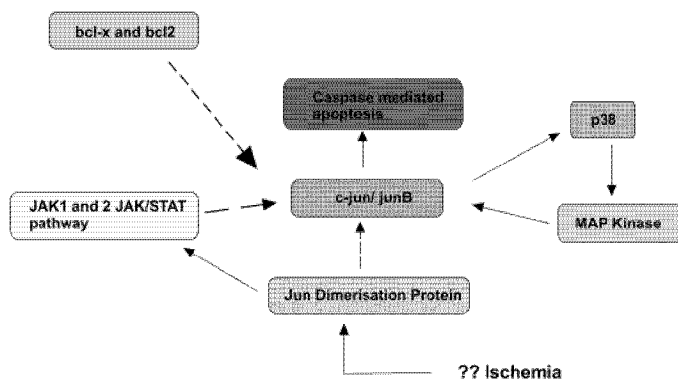 bcl-x and bcl2
Caspase mediated
apoptesis
p38
JAK1 and 2 JAK/STAT
pathway
c-jun/ junB
MAP Kinase
Jun Dimerisation Protein
?? Ischemia